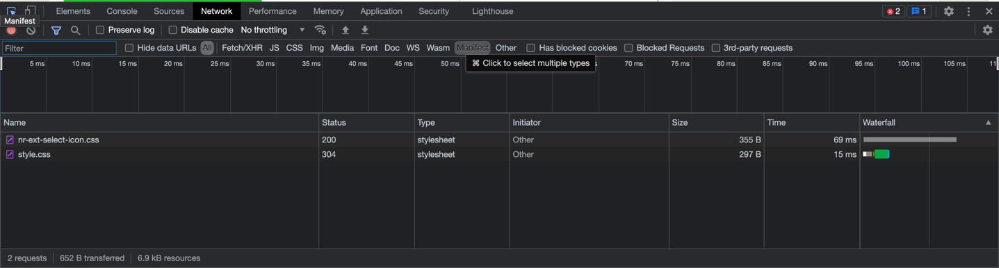 Elements Console Sources Network Performance Memory Application Security Lighthouse 2 1
Manifest
Preserve log Disable cache No throttling
Filter Hide data URLs All Fetch/XHR JS CSS Img Media Font Doc WS Wasm Manifest Other Has blocked cookies Blocked Requests 3rd-party requests
⌘ Click to select multiple types
5 ms 10 ms 15 ms 20 ms 25 ms 30 ms 35 ms 40 ms 45 ms 50 ms 70 ms 75 ms 80 ms 85 ms 90 ms 95 ms 100 ms 105 ms 11
Name Status Type Initiator Size Time Waterfall
nr-ext-select-icon.css 200 stylesheet Other 355 B 69 ms
style.css 304 stylesheet Other 297 B 15 ms
2 requests 652 B transferred 6.9 kB resources